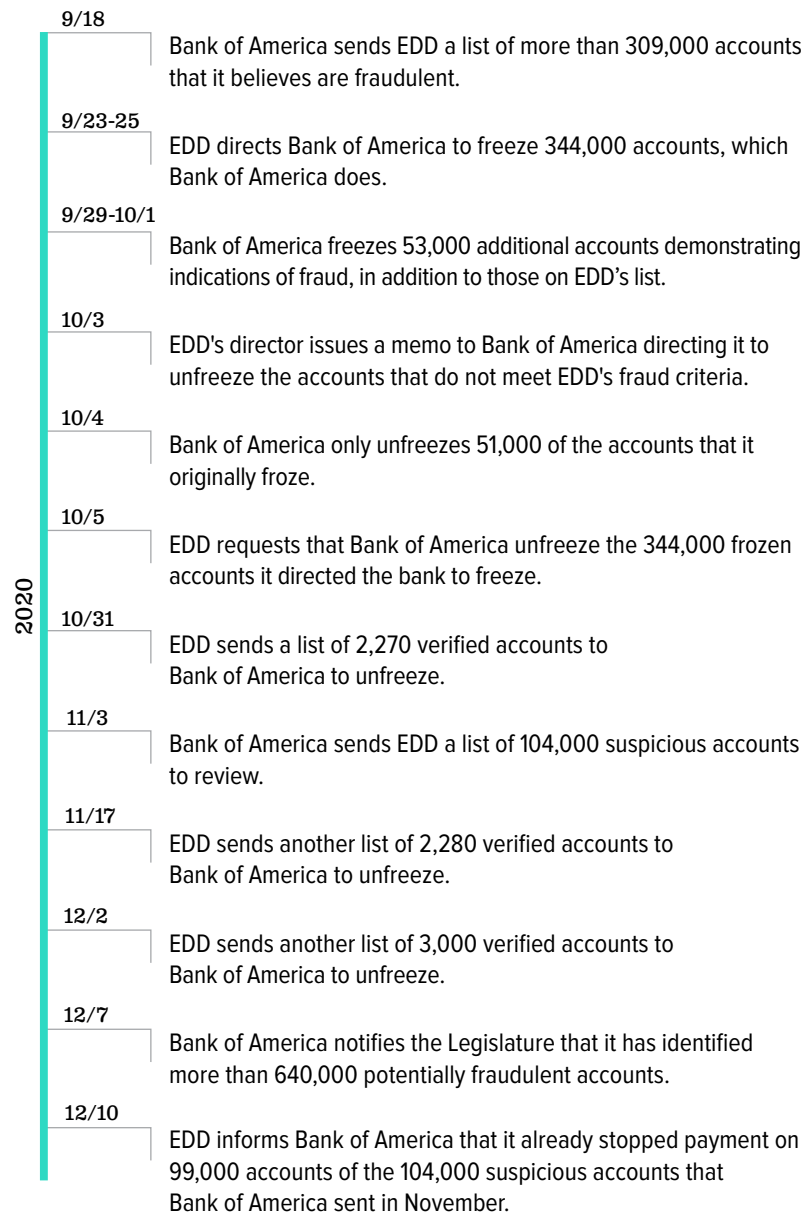 9/18
Bank of America sends EDD a list of more than 309,000 accounts
that it believes are fraudulent.
9/23-25
EDD directs Bank of America to freeze 344,000 accounts, which
Bank of America does.
9/29-10/1
Bank of America freezes 53,000 additional accounts demonstrating
indications of fraud, in addition to those on EDD’s list.
10/3
EDD's director issues a memo to Bank of America directing it to
unfreeze the accounts that do not meet EDD's fraud criteria.
10/4
Bank of America only unfreezes 51,000 of the accounts that it
originally froze.
10/5
EDD requests that Bank of America unfreeze the 344,000 frozen
accounts it directed the bank to freeze.
2020
10/31
EDD sends a list of 2,270 verified accounts to
Bank of America to unfreeze.
11/3
Bank of America sends EDD a list of 104,000 suspicious accounts
to review.
11/17
EDD sends another list of 2,280 verified accounts to
Bank of America to unfreeze.
12/2
EDD sends another list of 3,000 verified accounts to
Bank of America to unfreeze.
12/7
Bank of America notifies the Legislature that it has identified
more than 640,000 potentially fraudulent accounts.
12/10
EDD informs Bank of America that it already stopped payment on
99,000 accounts of the 104,000 suspicious accounts that
Bank of America sent in November.